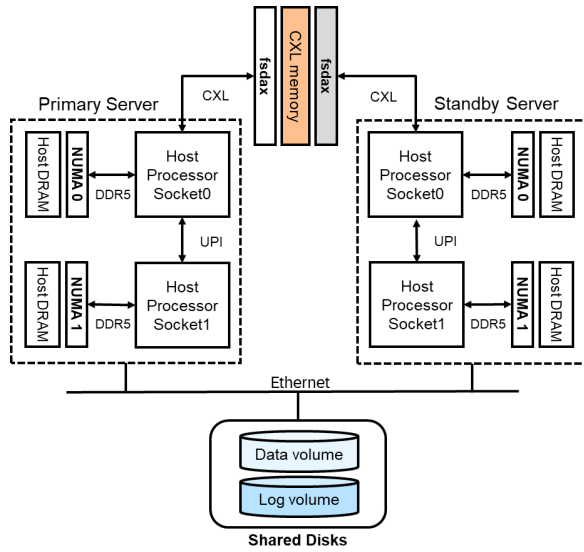 fsdax
CXL memory
fsdax
CXL
CXL
Primary Server
Standby Server
Host DRAM
NUMA 0
DDR5
Host
Processor
Socket0
Host
Processor
Socket0
DDR5
NUMA 0
Host DRAM
UPI
UPI
Host DRAM
NUMA 1
DDR5
Host
Processor
Socket1
Host
Processor
Socket1
DDR5
NUMA 1
Host DRAM
Ethernet
Data volume
Log volume
Shared Disks